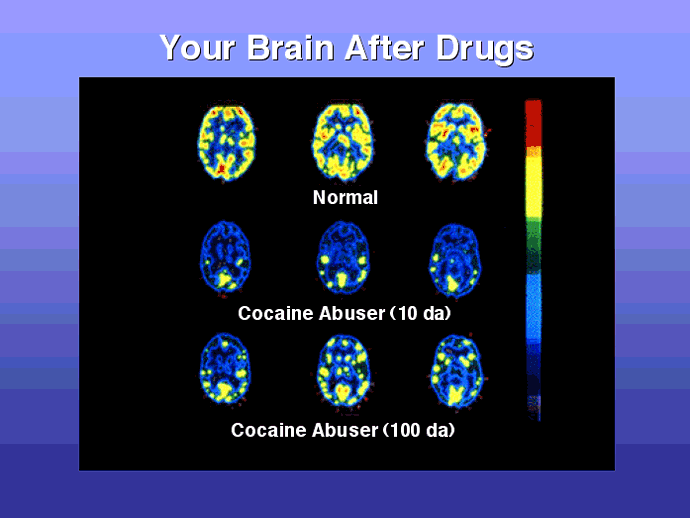 Your Brain After Drugs
Normal
Cocaine Abuser (10 da)
Cocaine Abuser (100 da)